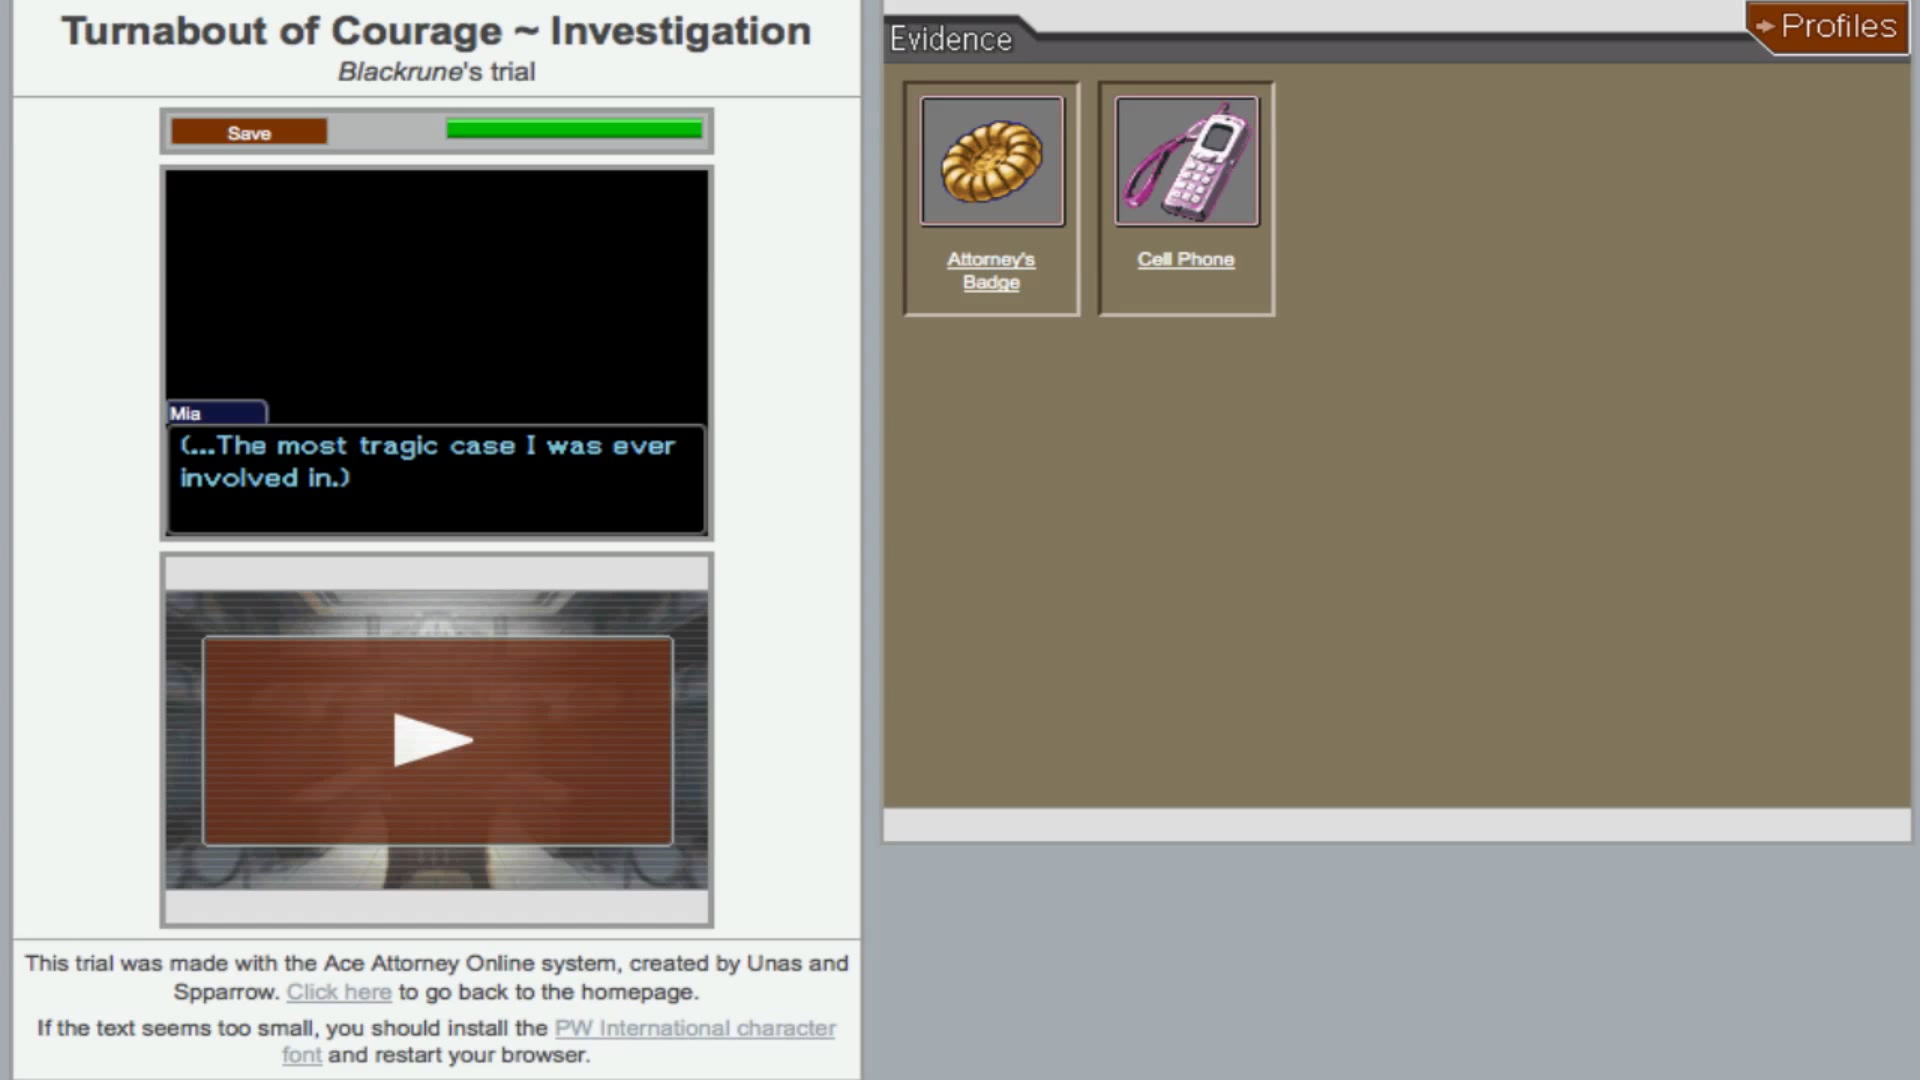 Turnabout of Courage ~ Investigation
Blackrune's trial
Save
Mia
(...The most tragic case I was ever
involved in.)
This trial was made with the Ace Attorney Online system, created by Unas and
Spparrow. Click here to go back to the homepage.
If the text seems too small, you should install the PW International character
font and restart your browser.
Evidence
Profiles
Attorney's
Badge
Cell Phone